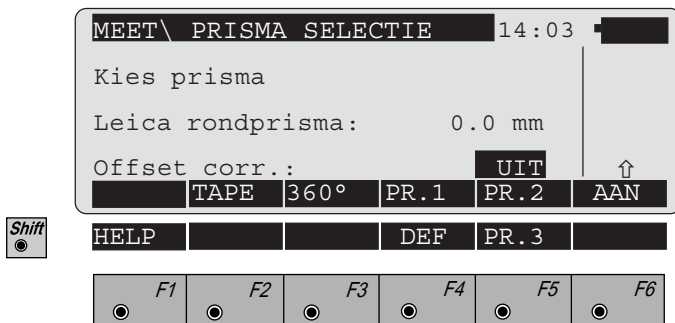 MEET\ PRISMA SELECTIE 14:03
Kies prisma
Leica rondprisma: 0.0 mm
Offset corr.: UIT ⇧
TAPE 360° PR.1 PR.2 AAN
Shift HELP DEF PR.3
F1 F2 F3 F4 F5 F6